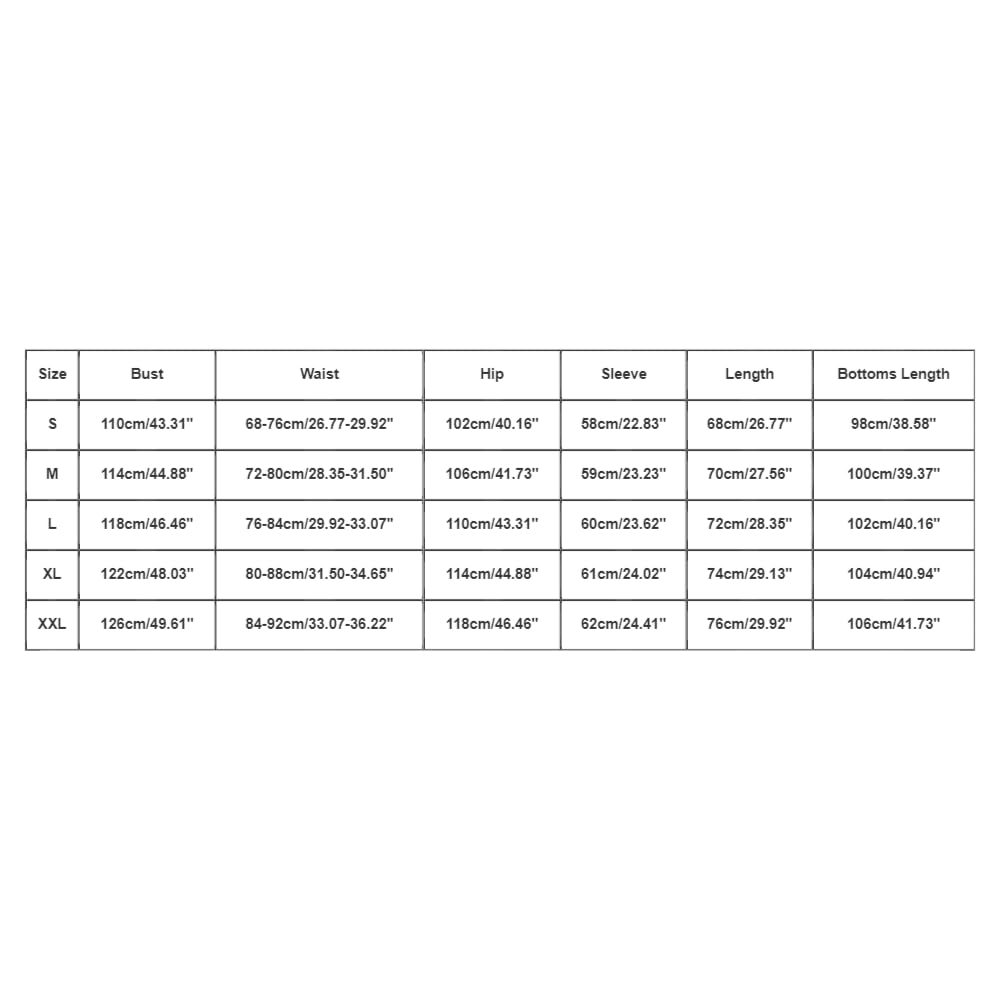 Size Bust Waist Hip Sleeve Length Bottoms Length
S 110cm/43.31" 68-76cm/26.77-29.92" 102cm/40.16" 58cm/22.83" 68cm/26.77" 98cm/38.58"
M 114cm/44.88" 72-80cm/28.35-31.50" 106cm/41.73" 59cm/23.23" 70cm/27.56" 100cm/39.37"
L 118cm/46.46" 76-84cm/29.92-33.07" 110cm/43.31" 60cm/23.62" 72cm/28.35" 102cm/40.16"
XL 122cm/48.03" 80-88cm/31.50-34.65" 114cm/44.88" 61cm/24.02" 74cm/29.13" 104cm/40.94"
XXL 126cm/49.61" 84-92cm/33.07-36.22" 118cm/46.46" 62cm/24.41" 76cm/29.92" 106cm/41.73"